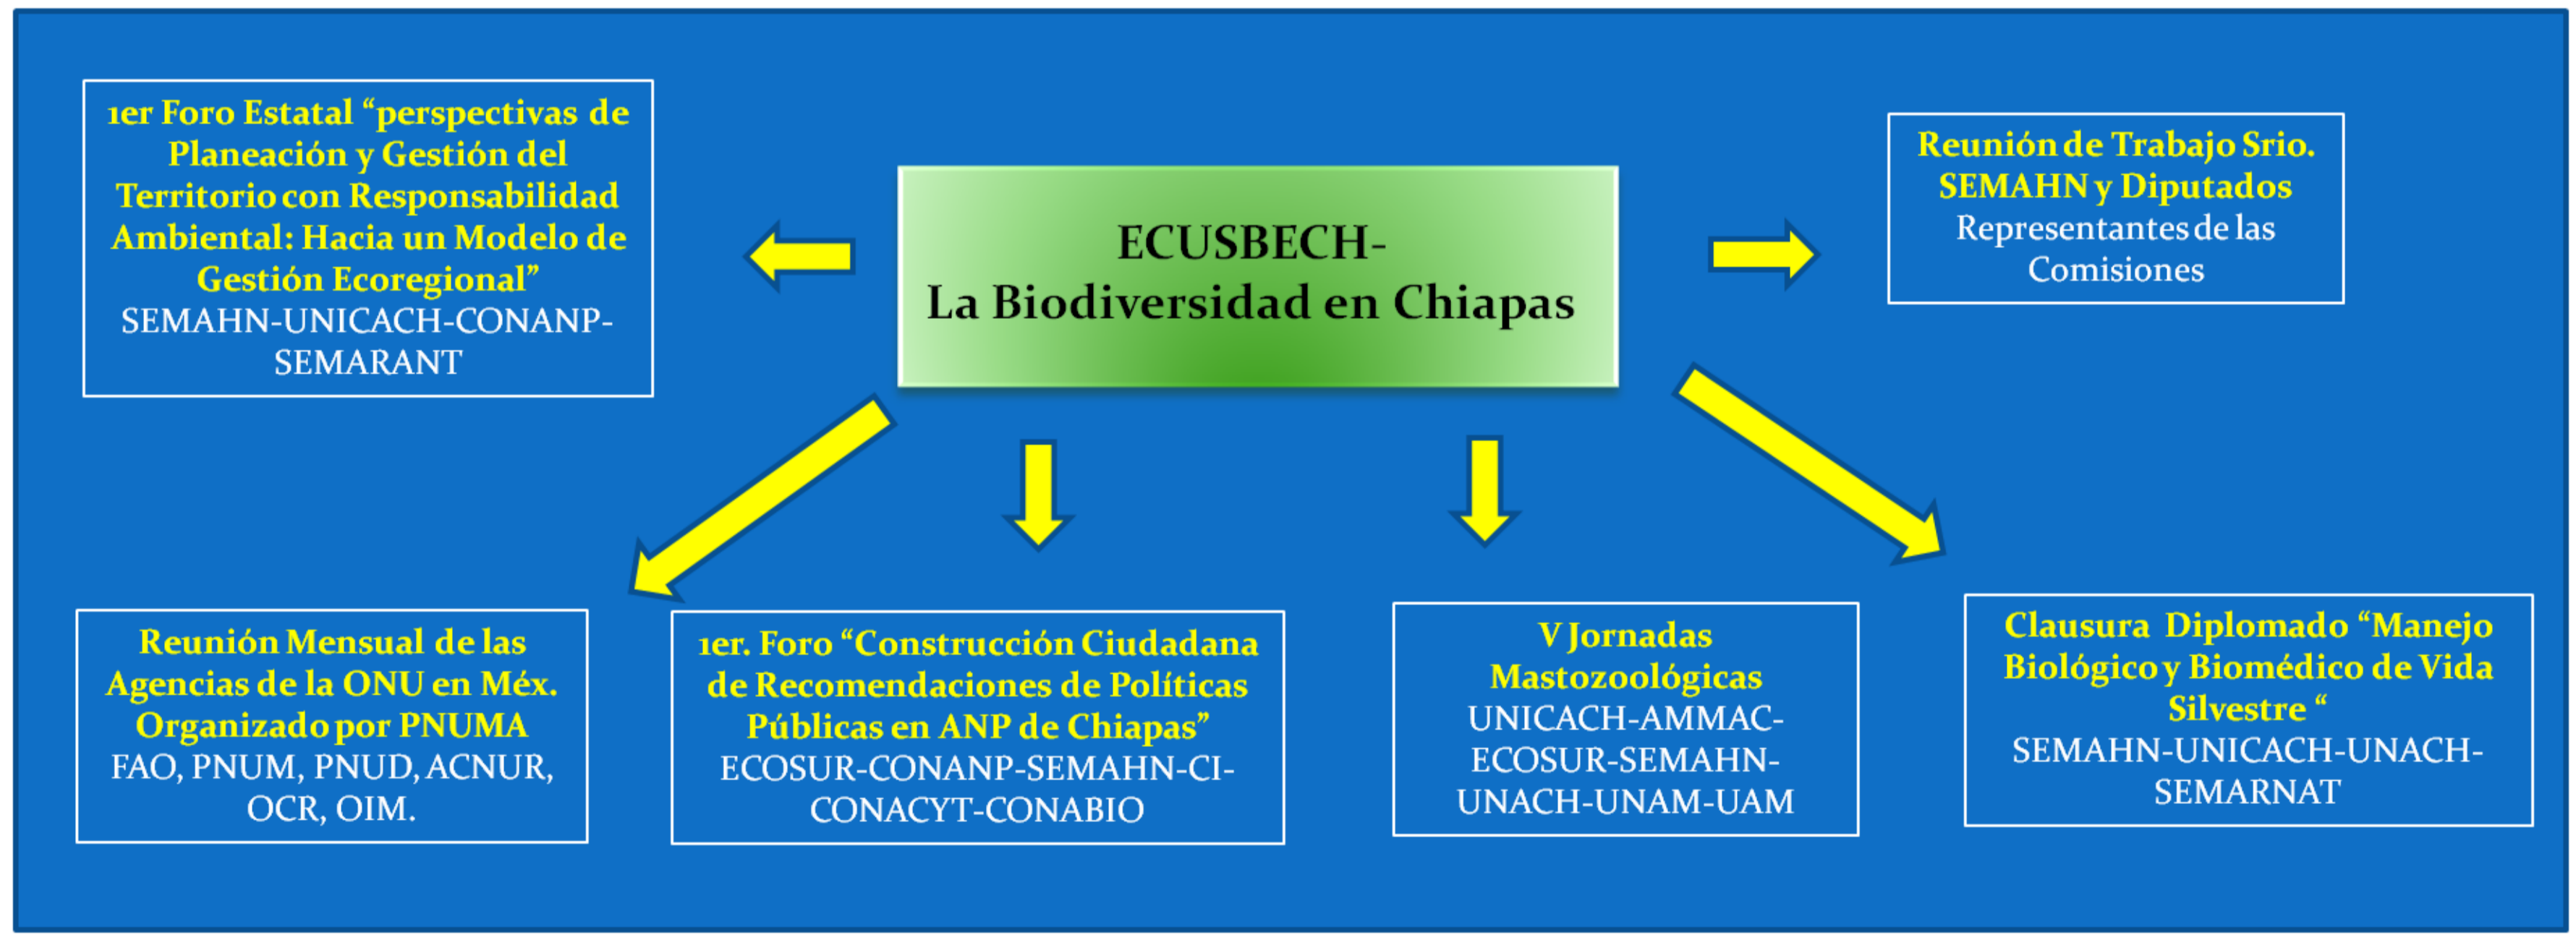 1er Foro Estatal “perspectivas de
Planeación y Gestión del
Territorio con Responsabilidad
Ambiental: Hacia un Modelo de
Gestión Ecoregional”
SEMAHN-UNICACH-CONANP-
SEMARANT
ECUSBECH-
La Biodiversidad en Chiapas
Reunión de Trabajo Srio.
SEMAHN y Diputados
Representantes de las
Comisiones
Reunión Mensual de las
Agencias de la ONU en Méx.
Organizado por PNUMA
FAO, PNUM, PNUD, ACNUR,
OCR, OIM.
1er. Foro “Construcción Ciudadana
de Recomendaciones de Políticas
Públicas en ANP de Chiapas”
ECOSUR-CONANP-SEMAHN-CI-
CONACYT-CONABIO
V Jornadas
Mastozoológicas
UNICACH-AMMAC-
ECOSUR-SEMAHN-
UNACH-UNAM-UAM
Clausura Diplomado “Manejo
Biológico y Biomédico de Vida
Silvestre “
SEMAHN-UNICACH-UNACH-
SEMARNAT